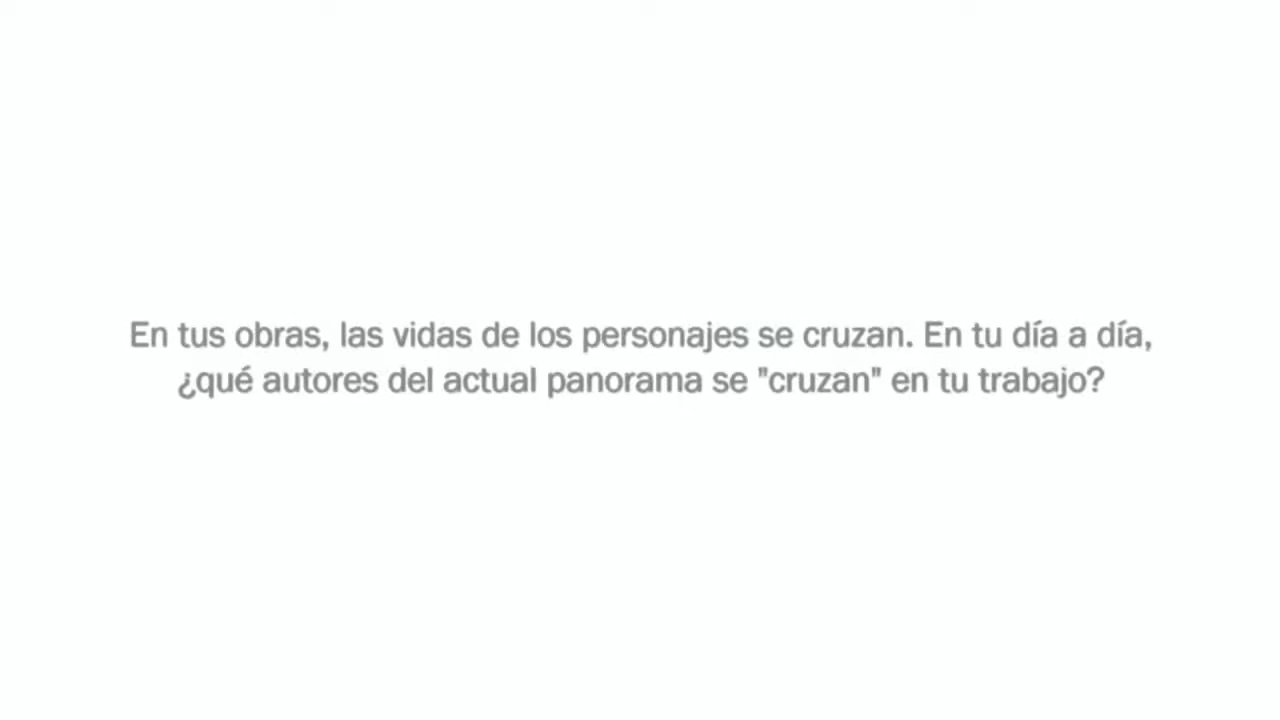 En tus obras, las vidas de los personajes se cruzan. En tu día a día,
¿qué autores del actual panorama se "cruzan" en tu trabajo?